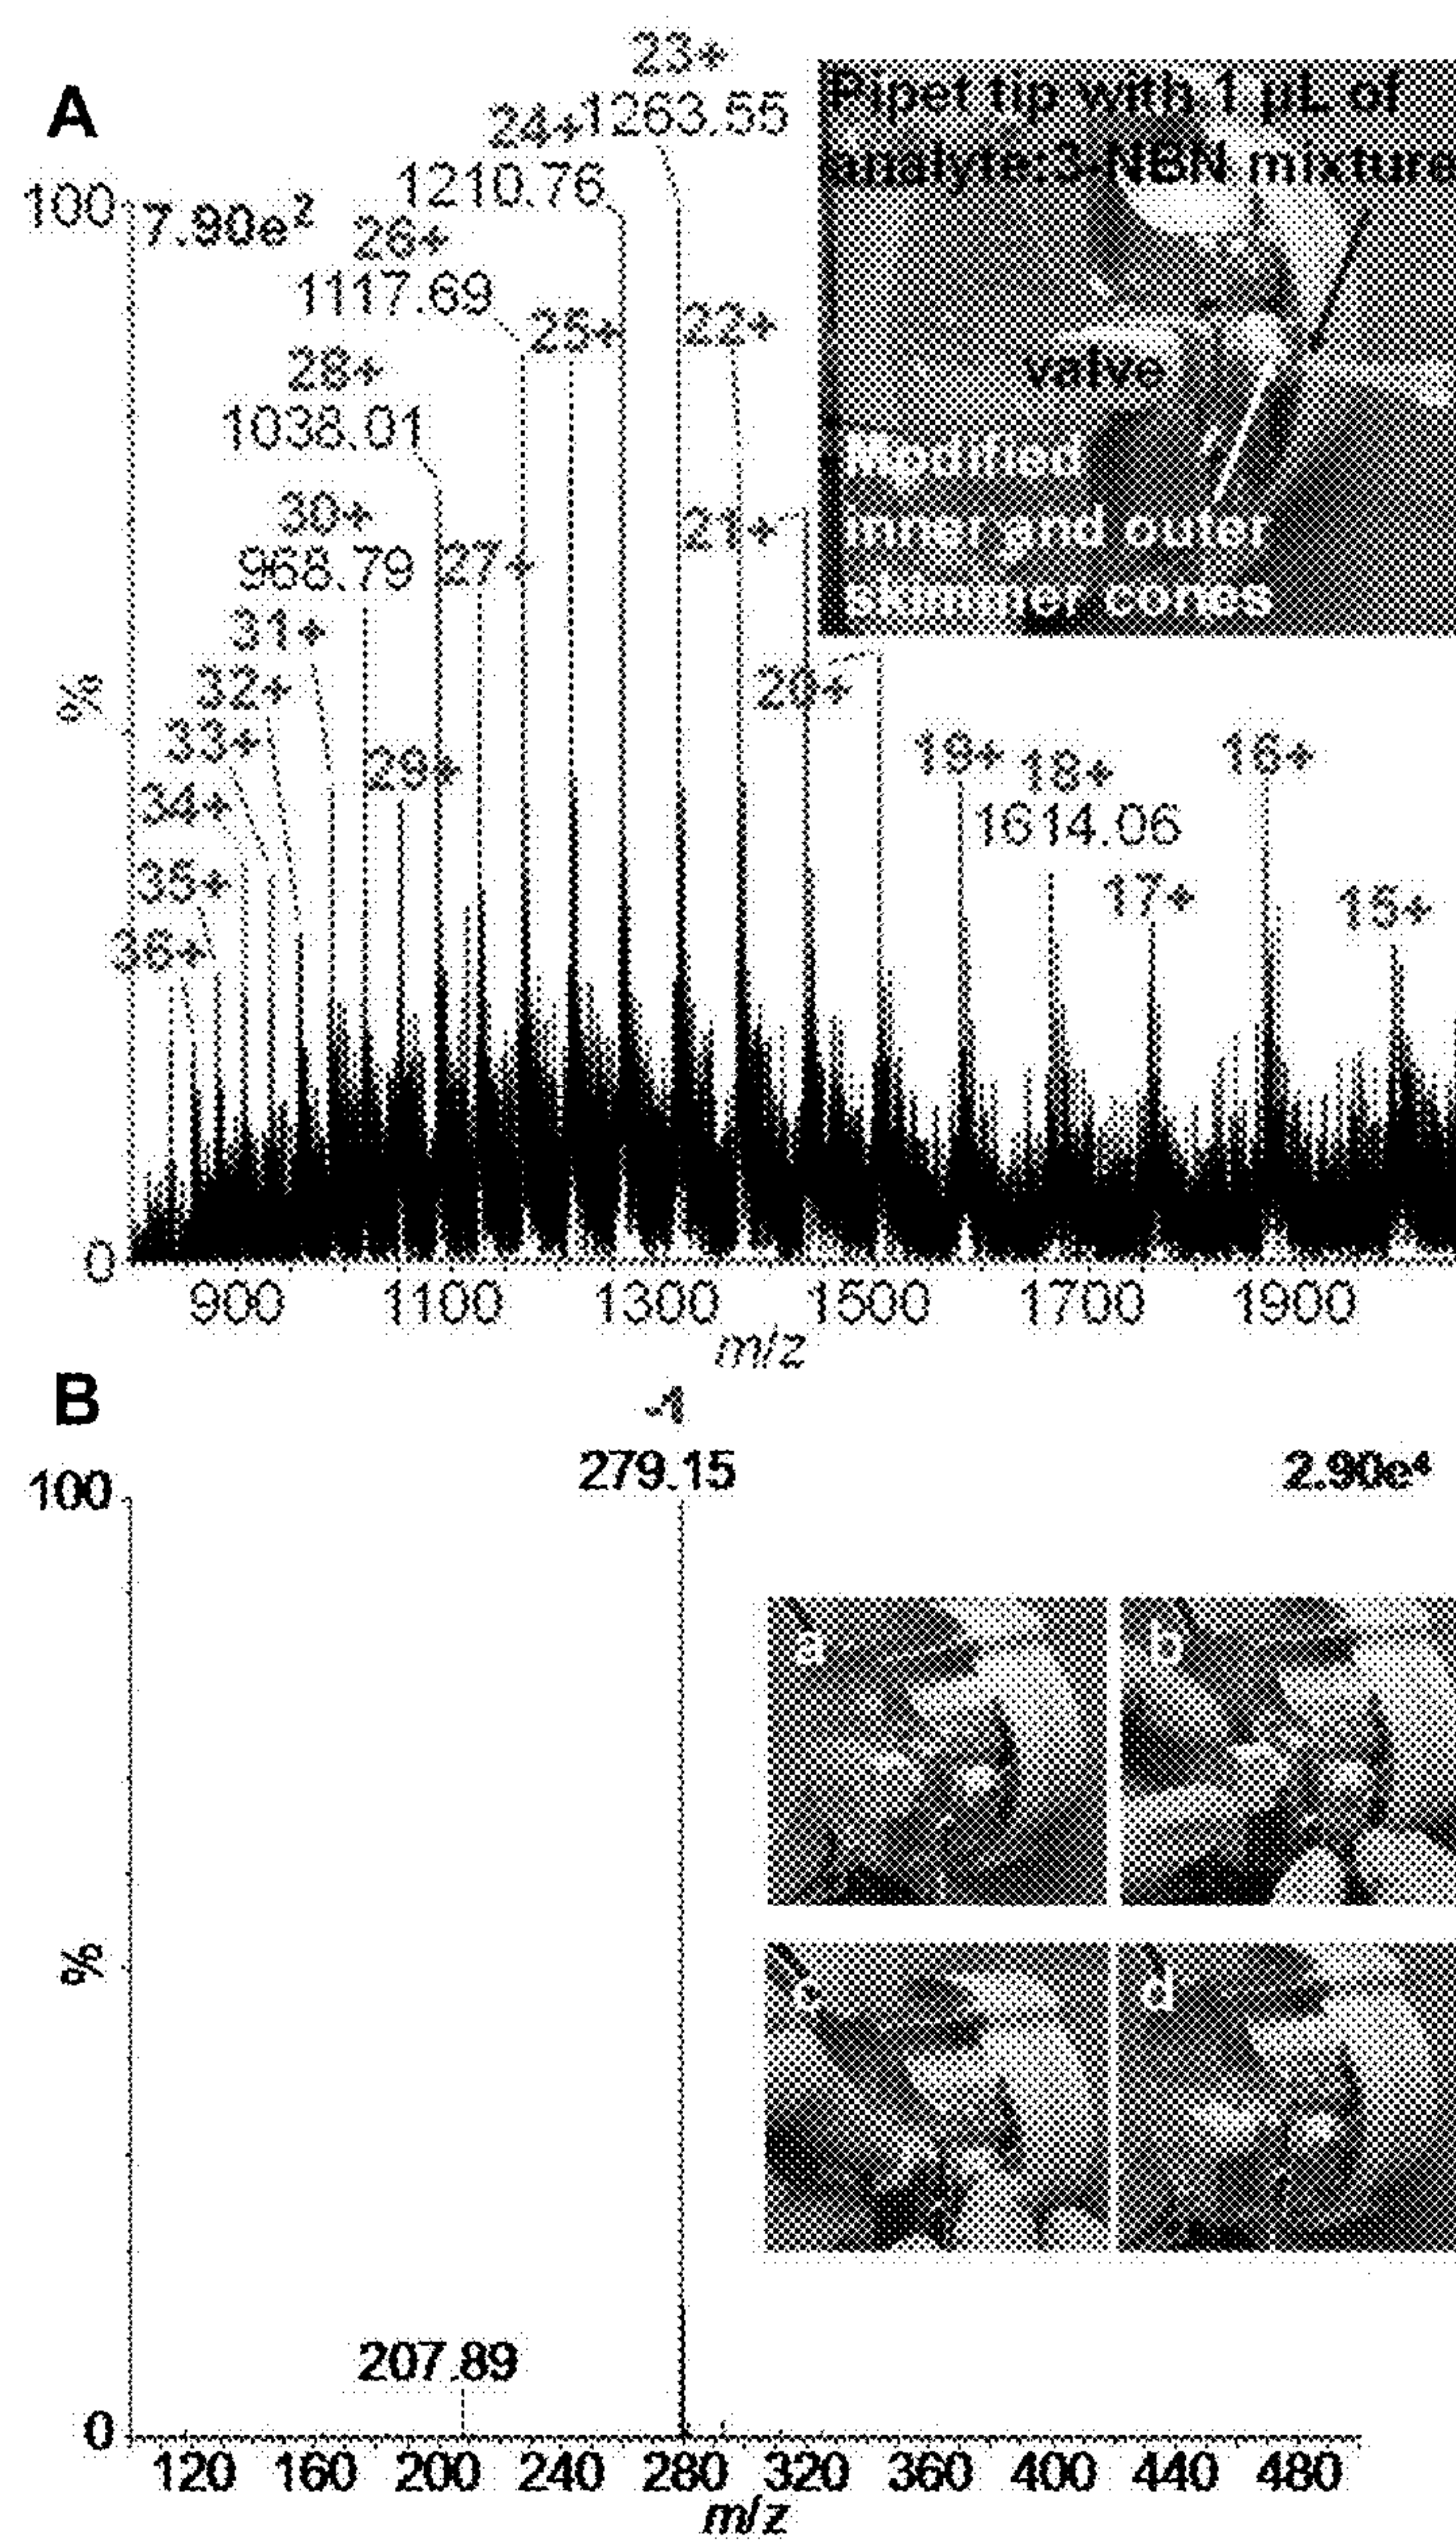 A
23+
24+ 1263.55
1210.76
100
7.90e²
26+
1117.69
25+
22+
28+
1038.01
30+
968.79
27+
21+
31+
32+
20+
33+
29+
19+
18+
16+
34+
1614.06
35+
17+
15+
36+
%
0
900 1100 1300 1500 1700 1900
m/z
Pipet tip with 1 µL of
analyte:3-NBN mixture
valve
Modified
inner and outer
skimmer cones
B
-1
279.15
2.90e⁴
100
a
b
c
d
%
207.89
0
120 160 200 240 280 320 360 400 440 480
m/z